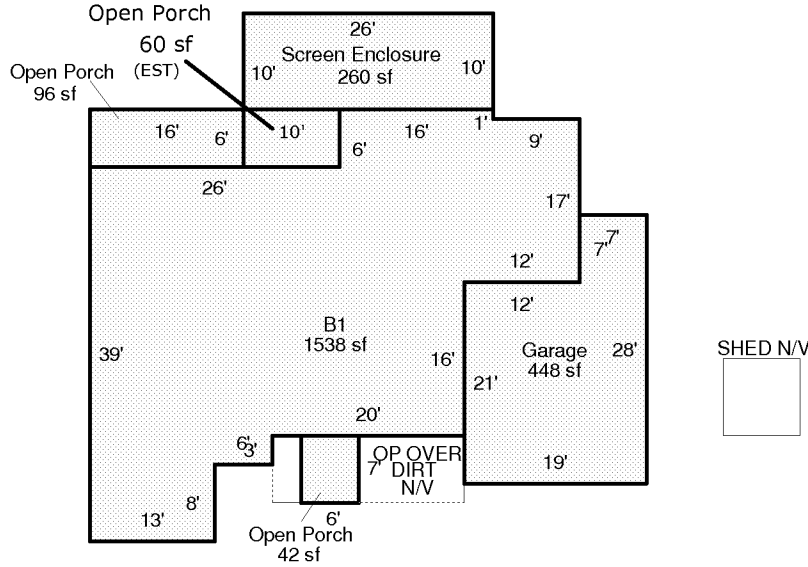 Open Porch
60 sf
(EST)
26'
Screen Enclosure
260 sf
10'
10'
Open Porch
96 sf
16'
6'
10'
6'
16'
1'
9'
26'
17'
7'
7'
12'
12'
B1
1538 sf
39'
16'
Garage
448 sf
28'
21'
SHED N/V
20'
6'
3'
7'
OP OVER
DIRT
N/V
19'
8'
13'
6'
Open Porch
42 sf